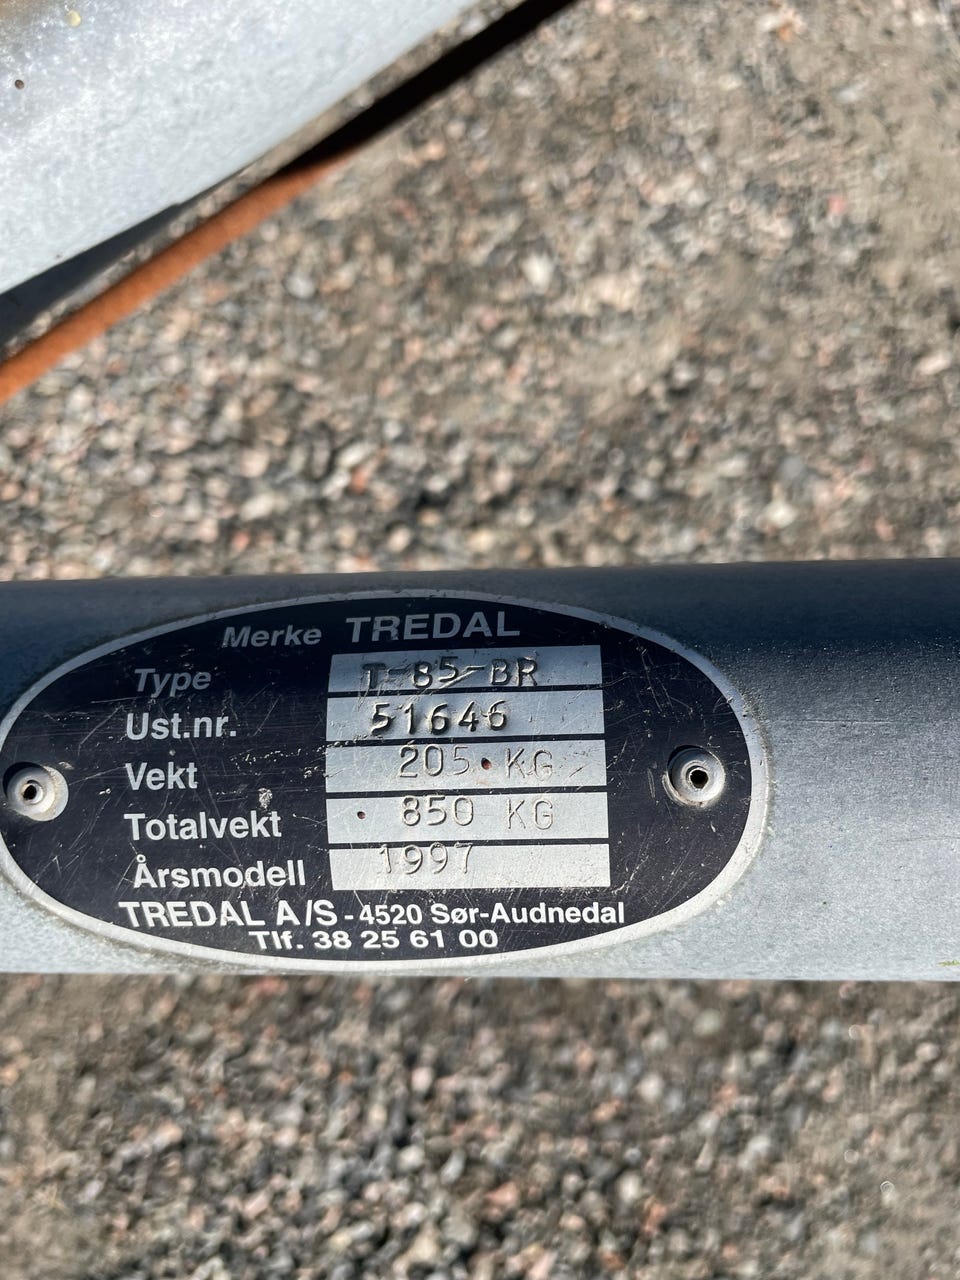 Merke TREDAL
Type T-85-BR
Ust.nr. 51646
Vekt 205 KG
Totalvekt 850 KG
Årsmodell 1997
TREDAL A/S - 4520 Sør-Audnedal
Tlf. 38 25 61 00